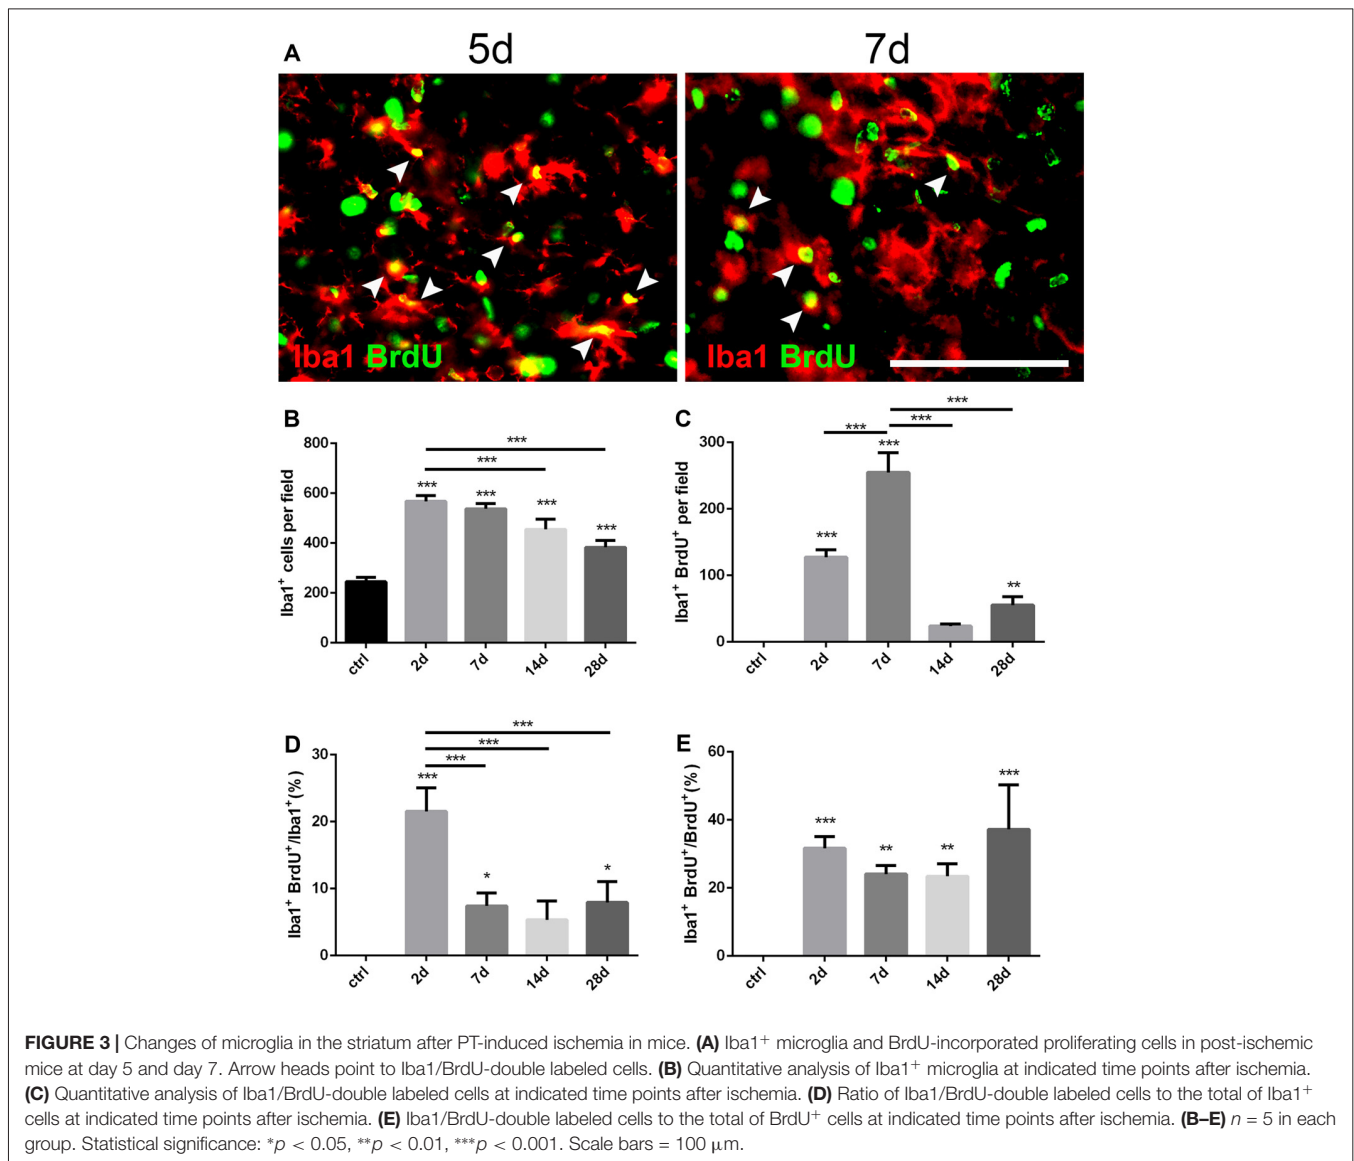 A
5d
7d
Iba1 BrdU
Iba1 BrdU
B
Iba1+ cells per field
800
600
400
200
0
***
***
***
***
***
***
ctrl
2d
7d
14d
28d
C
Iba1+ BrdU+ per field
300
200
100
0
***
***
***
***
***
**
2d
ctrl
7d
14d
28d
D
Iba1+ BrdU+/Iba1+(%)
30
20
10
0
***
***
***
***
*
*
ctrl
2d
7d
14d
28d
E
Iba1+ BrdU+/BrdU+(%)
60
40
20
0
***
**
**
***
ctrl
2d
7d
14d
28d
FIGURE 3 | Changes of microglia in the striatum after PT-induced ischemia in mice. (A) Iba1+ microglia and BrdU-incorporated proliferating cells in post-ischemic
mice at day 5 and day 7. Arrow heads point to Iba1/BrdU-double labeled cells. (B) Quantitative analysis of Iba1+ microglia at indicated time points after ischemia.
(C) Quantitative analysis of Iba1/BrdU-double labeled cells at indicated time points after ischemia. (D) Ratio of Iba1/BrdU-double labeled cells to the total of Iba1+
cells at indicated time points after ischemia. (E) Iba1/BrdU-double labeled cells to the total of BrdU+ cells at indicated time points after ischemia. (B–E) n = 5 in each
group. Statistical significance: *p < 0.05, **p < 0.01, ***p < 0.001. Scale bars = 100 μm.